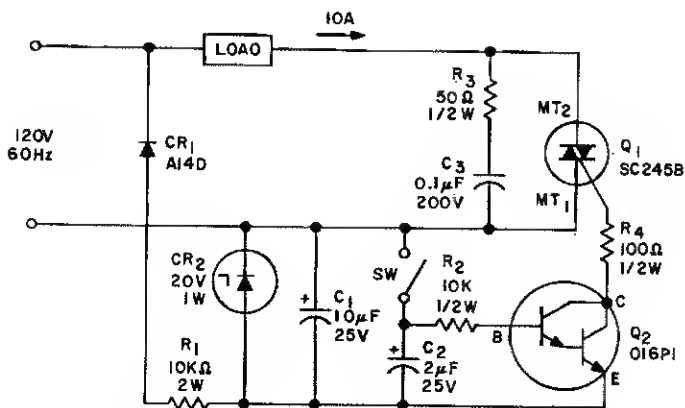 10A
LOAO
R3
50Ω
1/2W
MT2
120V
60Hz
CR1
A14D
C3
0.1μF
200V
Q1
SC245B
MT1
R4
100Ω
1/2W
CR2
20V
1W
SW
R2
10K
1/2W
+
C1
10μF
25V
C
B
Q2
O16P1
R1
10KΩ
2W
+
C2
2μF
25V
E